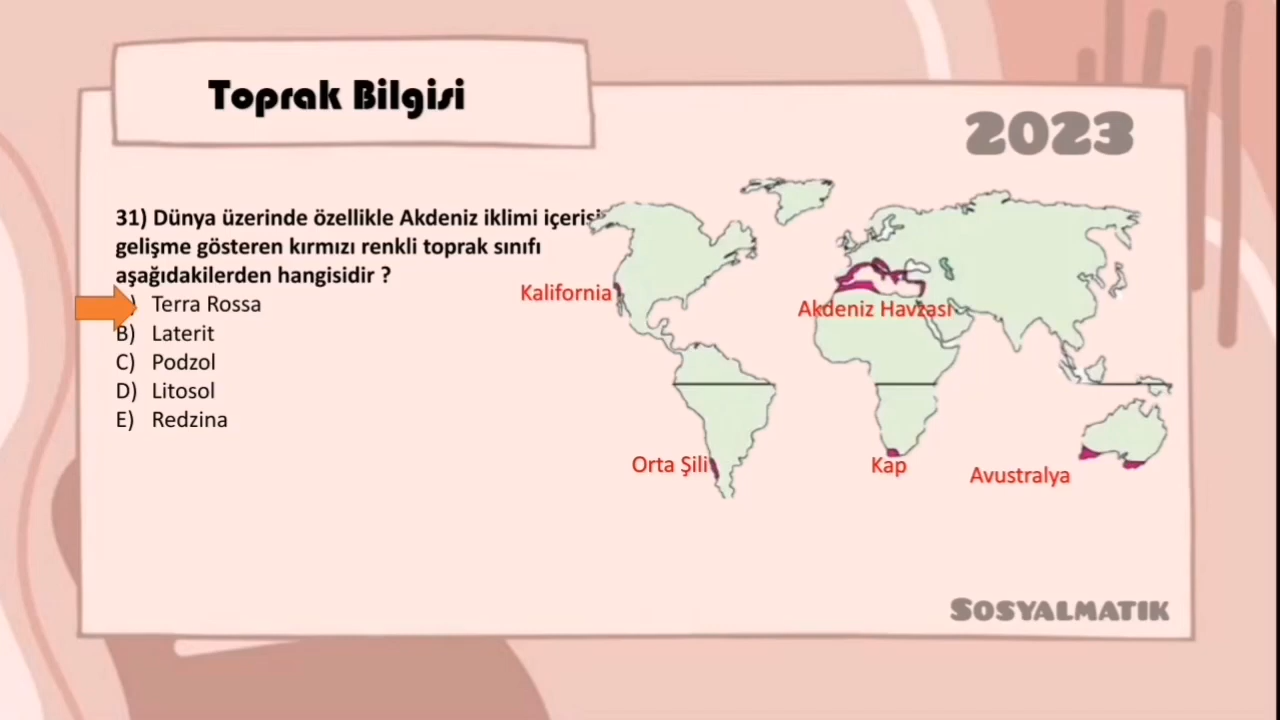 Toprak Bilgisi
2023
31) Dünya üzerinde özellikle Akdeniz iklimi
gelişme gösteren kırmızı renkli toprak sınıfı
aşağıdakilerden hangisidir ?
Terra Rossa
B) Laterit
C) Podzol
D) Litosol
E) Redzina
Kalifornia
Akdeniz Havzası
Orta Şili
Kap
Avustralya
SOSYALMATIK